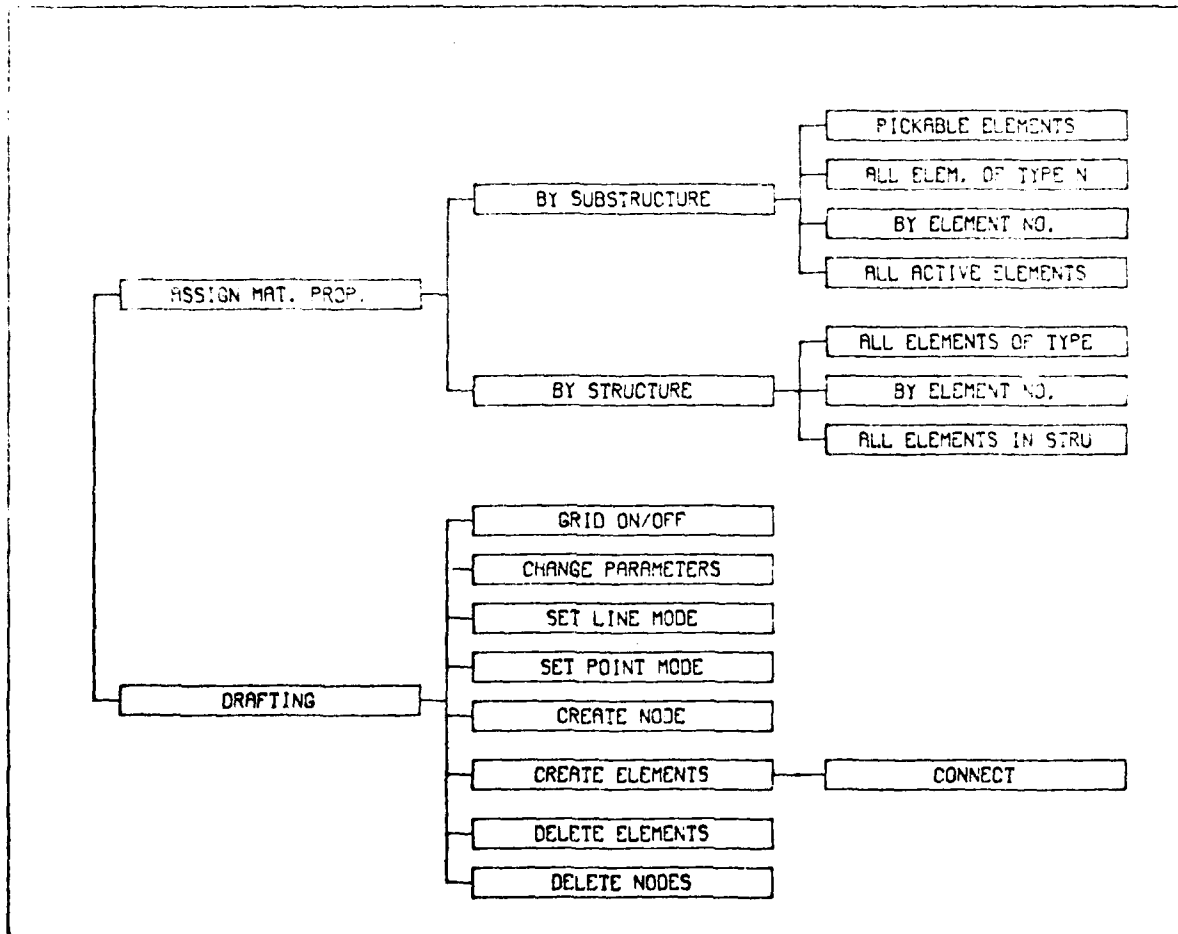 PICKABLE ELEMENTS
ALL ELEM. OF TYPE N
BY SUBSTRUCTURE
BY ELEMENT NO.
ALL ACTIVE ELEMENTS
ASSIGN MAT. PROP.
ALL ELEMENTS OF TYPE
BY STRUCTURE
BY ELEMENT NO.
ALL ELEMENTS IN STRU
GRID ON/OFF
CHANGE PARAMETERS
SET LINE MODE
SET POINT MODE
DRAFTING
CREATE NODE
CREATE ELEMENTS
CONNECT
DELETE ELEMENTS
DELETE NODES